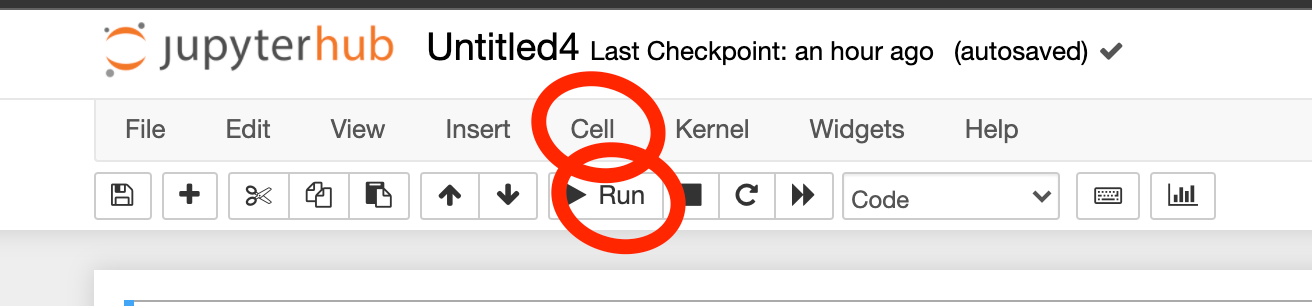 jupyterhub Untitled4 Last Checkpoint: an hour ago (autosaved)
File Edit View Insert Cell Kernel Widgets Help
Run Code